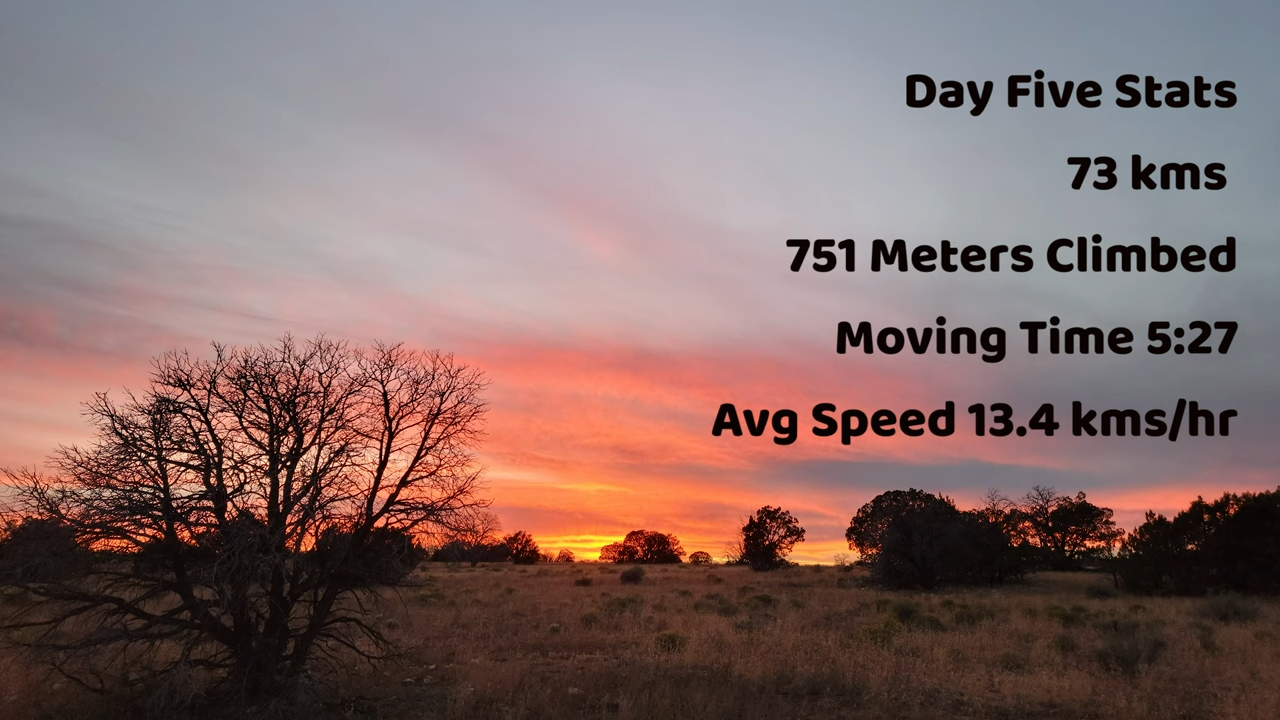 Day Five Stats
73 kms
751 Meters Climbed
Moving Time 5:27
Avg Speed 13.4 kms/hr